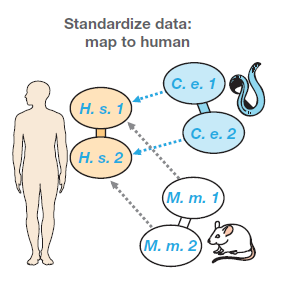 Standardize data:
map to human
C. e. 1
H. s. 1
C. e. 2
H. s. 2
M. m. 1
M. m. 2